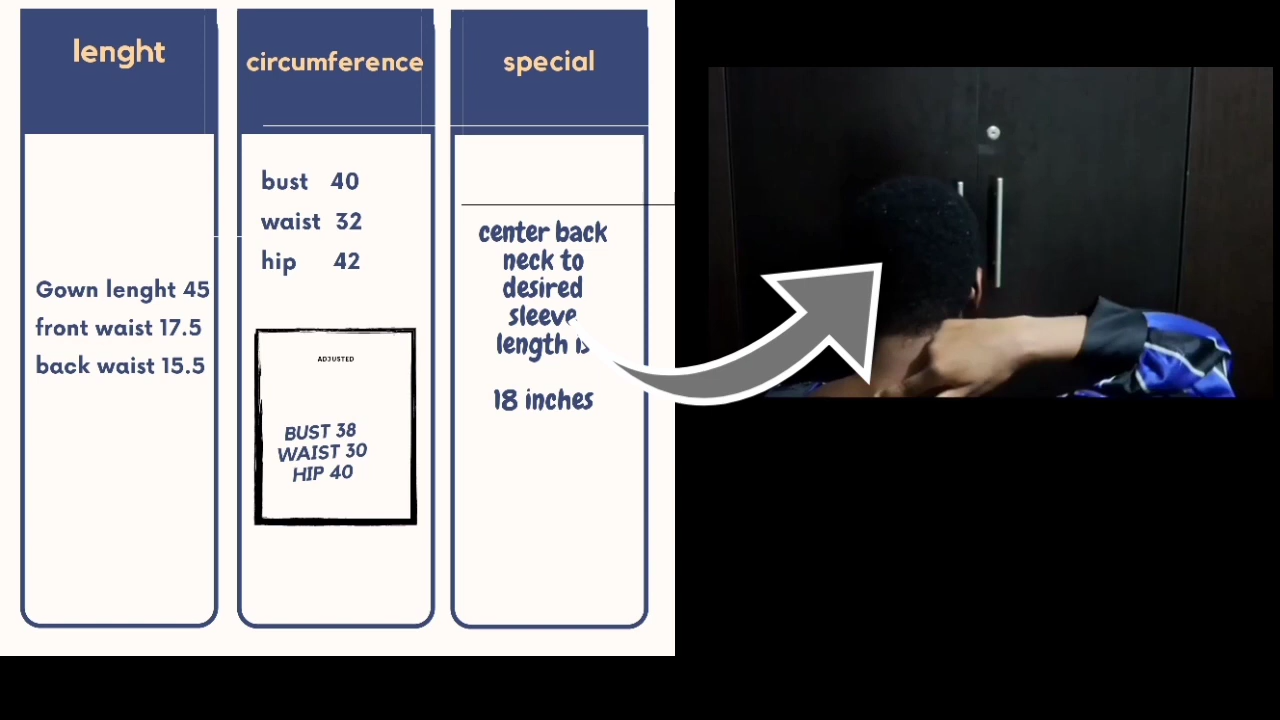 lenght
Gown lenght 45
front waist 17.5
back waist 15.5
circumference
bust 40
waist 32
hip 42
ADJUSTED
BUST 38
WAIST 30
HIP 40
special
center back
neck to
desired
sleeve
length is
18 inches